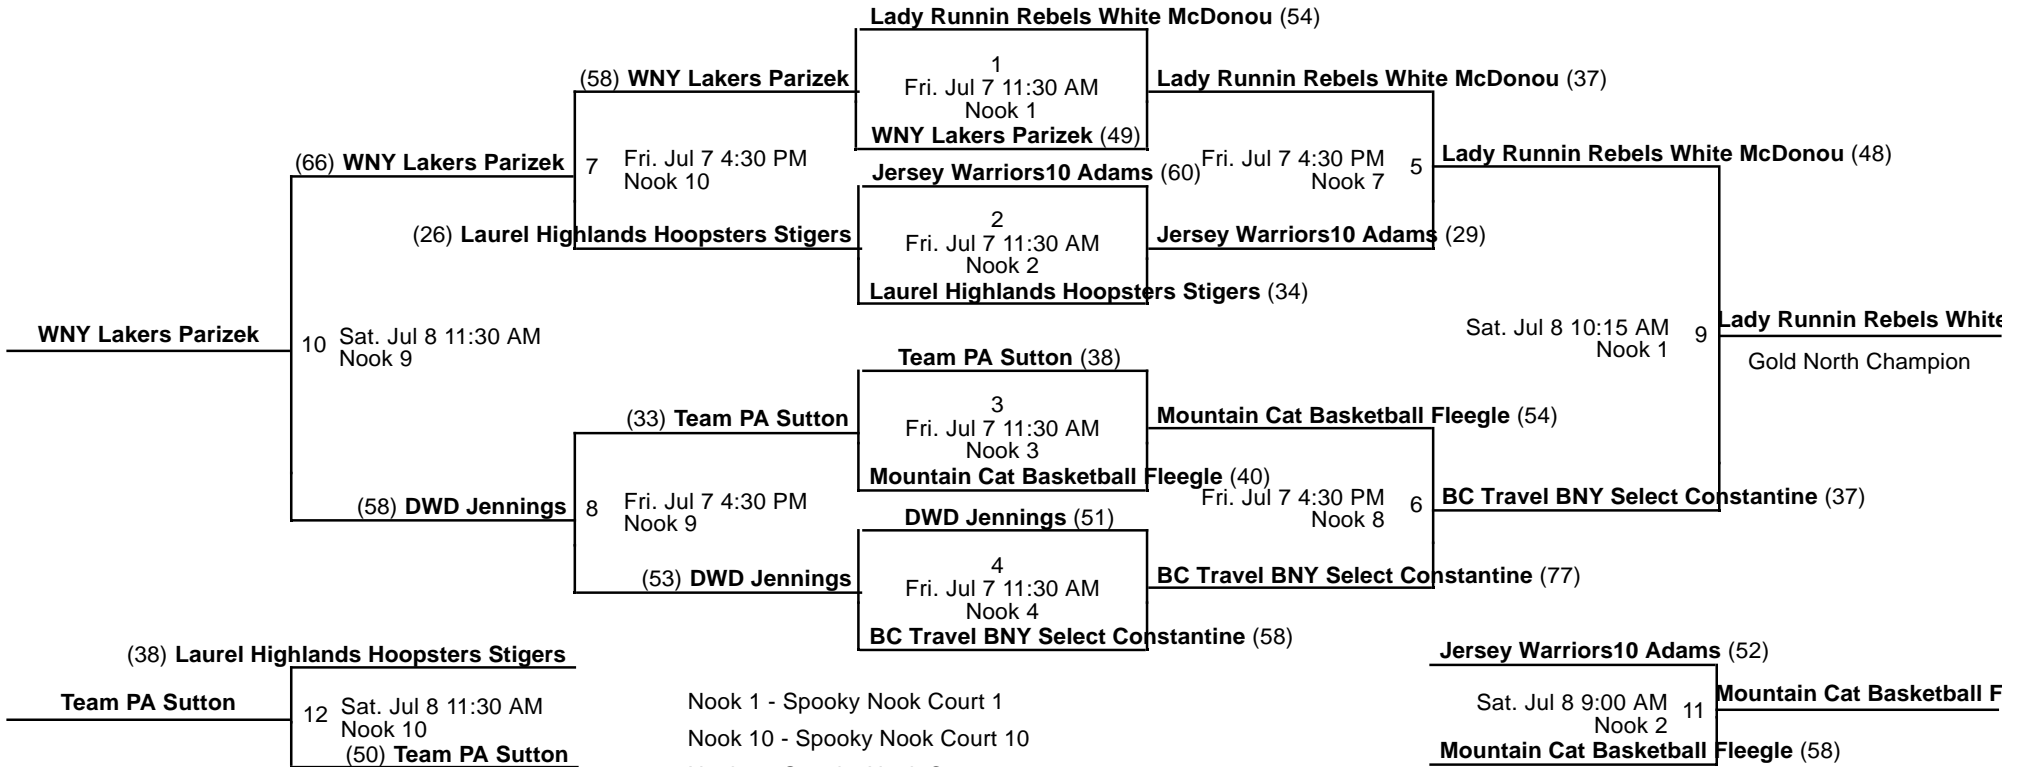 Lady Runnin Rebels White McDonou (54)
1
Fri. Jul 7 11:30 AM
Nook 1
WNY Lakers Parizek (49)
(58) WNY Lakers Parizek
Lady Runnin Rebels White McDonou (37)
(66) WNY Lakers Parizek
7 Fri. Jul 7 4:30 PM
Nook 10
Jersey Warriors10 Adams (60)
Fri. Jul 7 4:30 PM 5
Nook 7
Lady Runnin Rebels White McDonou (48)
(26) Laurel Highlands Hoopsters Stigers
2
Fri. Jul 7 11:30 AM
Nook 2
Jersey Warriors10 Adams (29)
Laurel Highlands Hoopsters Stigers (34)
WNY Lakers Parizek
10 Sat. Jul 8 11:30 AM
Nook 9
Sat. Jul 8 10:15 AM 9
Nook 1
Lady Runnin Rebels White
Gold North Champion
Team PA Sutton (38)
3
Fri. Jul 7 11:30 AM
Nook 3
(33) Team PA Sutton
Mountain Cat Basketball Fleegle (54)
Mountain Cat Basketball Fleegle (40)
(58) DWD Jennings
8 Fri. Jul 7 4:30 PM
Nook 9
Fri. Jul 7 4:30 PM 6
Nook 8
BC Travel BNY Select Constantine (37)
DWD Jennings (51)
4
Fri. Jul 7 11:30 AM
Nook 4
(53) DWD Jennings
BC Travel BNY Select Constantine (77)
BC Travel BNY Select Constantine (58)
(38) Laurel Highlands Hoopsters Stigers
Team PA Sutton
12 Sat. Jul 8 11:30 AM
Nook 10
(50) Team PA Sutton
Nook 1 - Spooky Nook Court 1
Nook 10 - Spooky Nook Court 10
Jersey Warriors10 Adams (52)
Sat. Jul 8 9:00 AM 11
Nook 2
Mountain Cat Basketball F
Mountain Cat Basketball Fleegle (58)